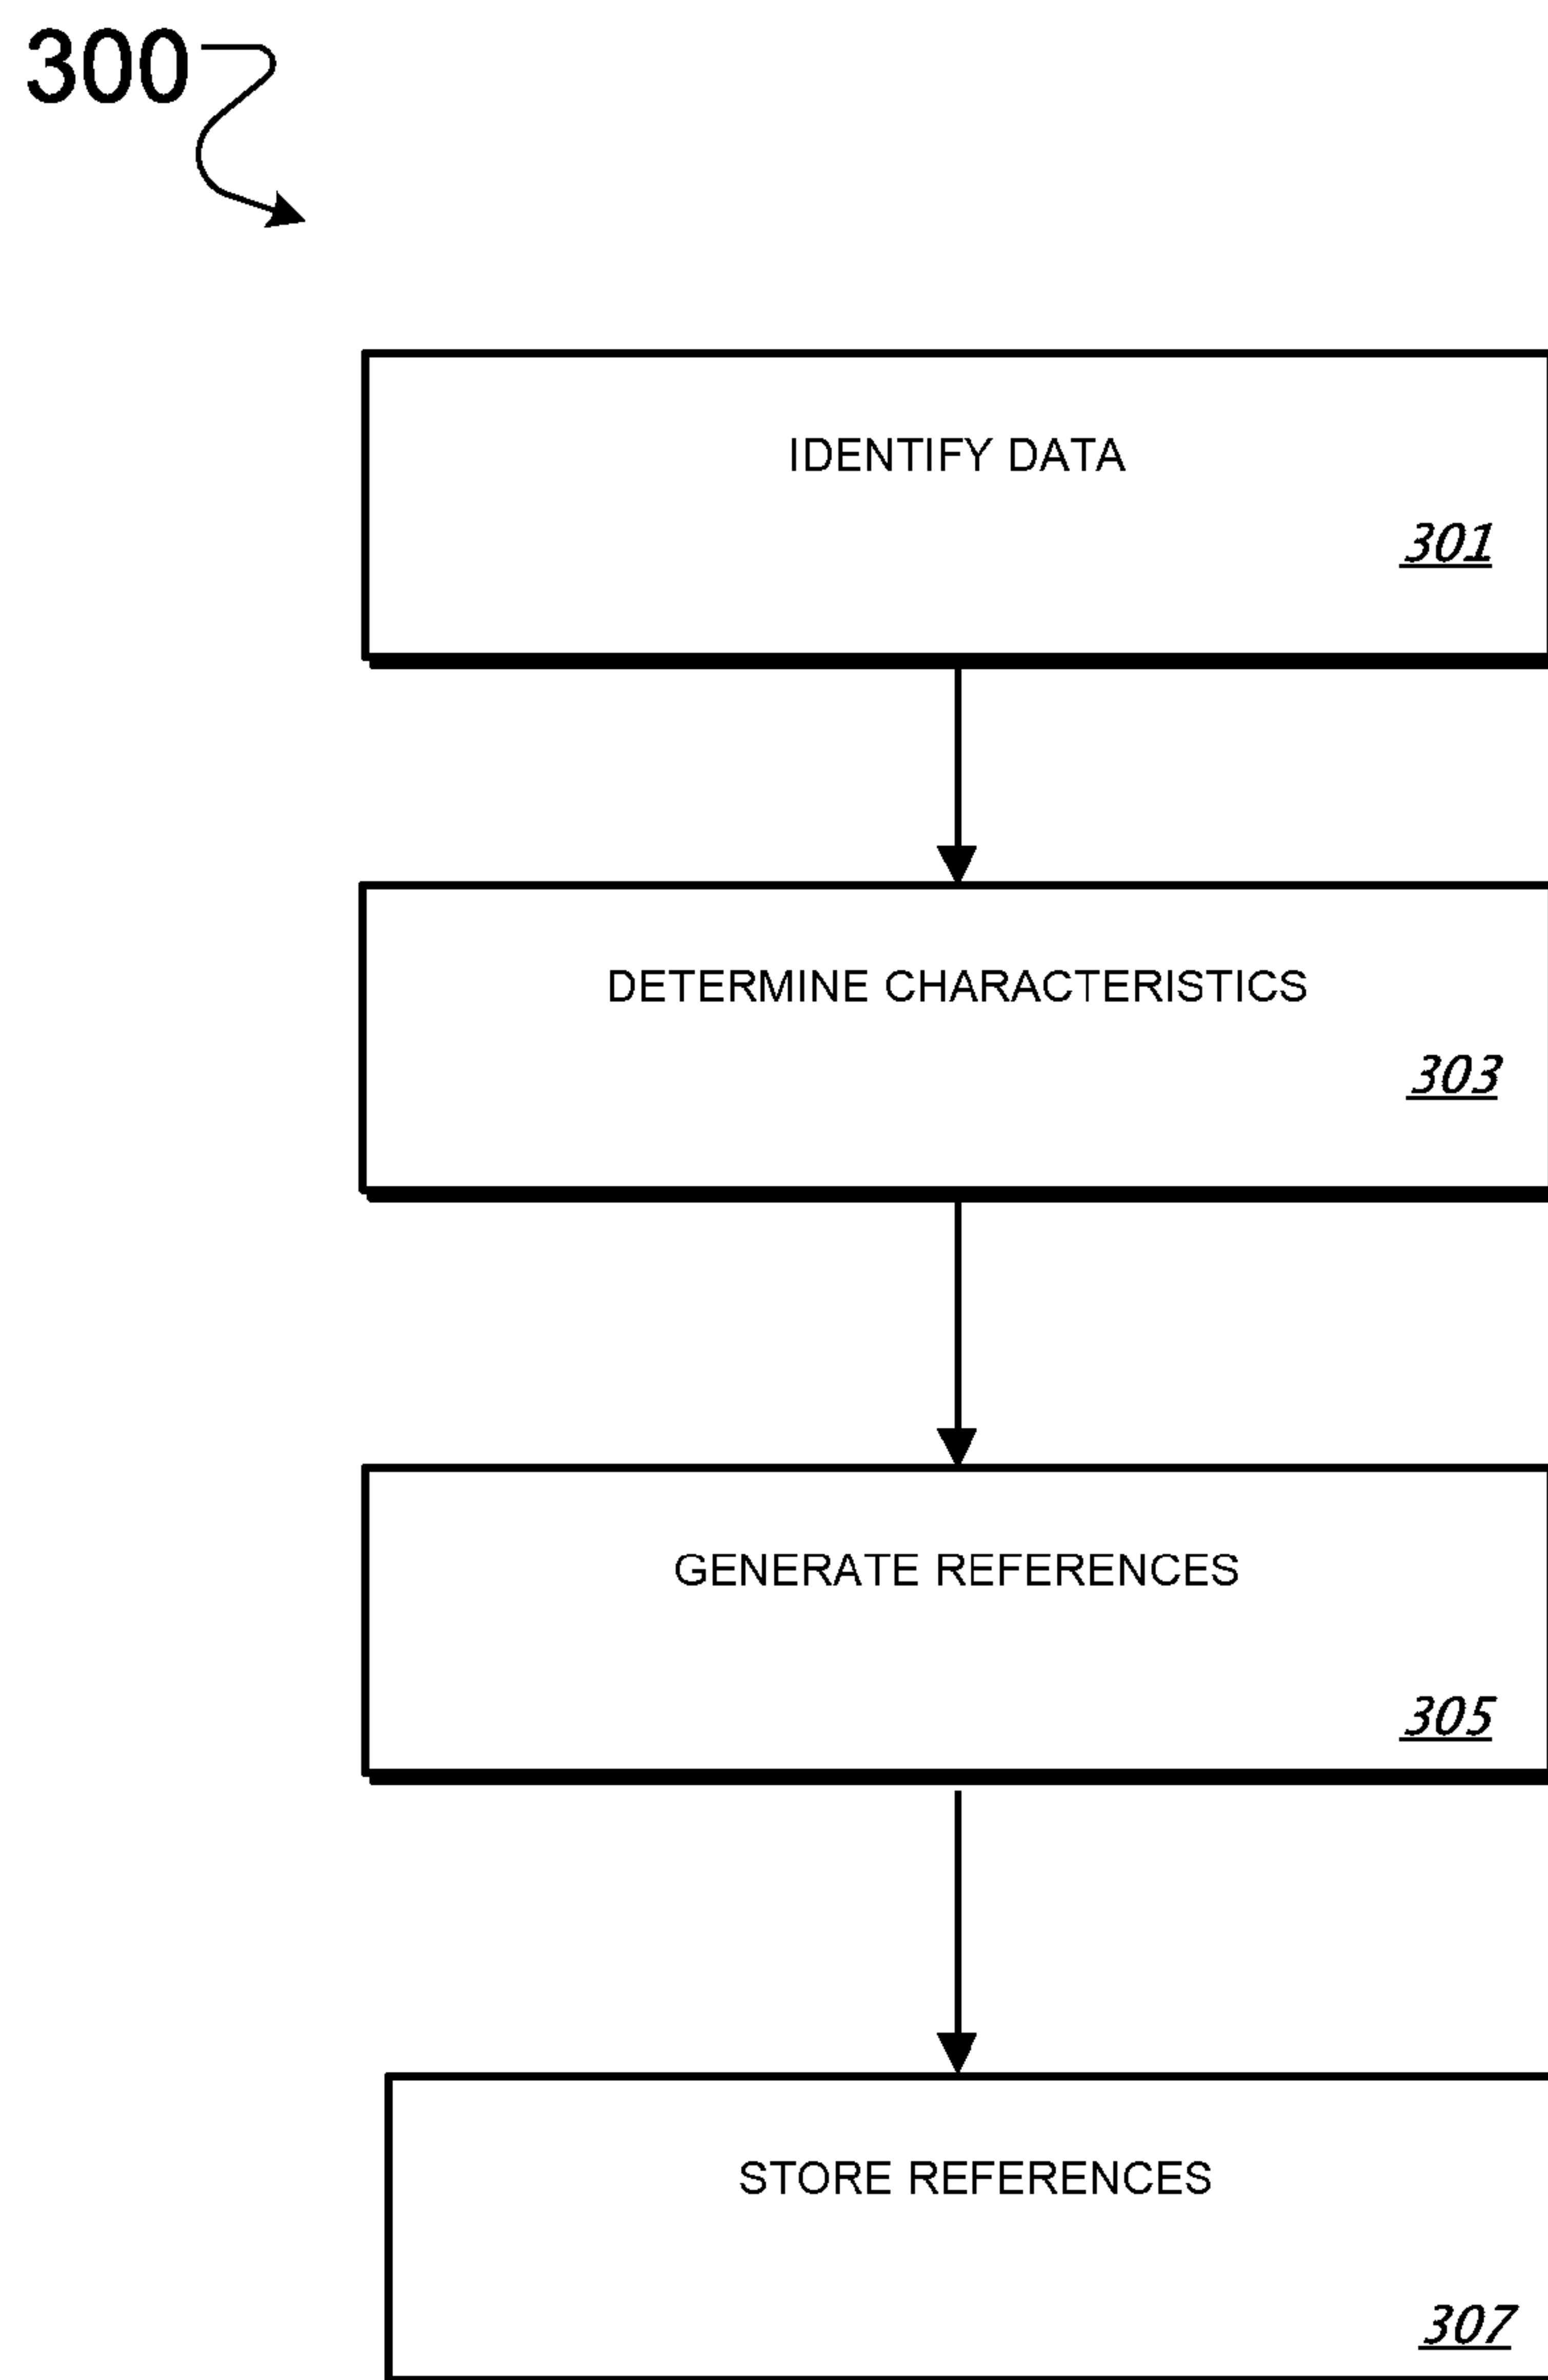 300
IDENTIFY DATA
301
DETERMINE CHARACTERISTICS
303
GENERATE REFERENCES
305
STORE REFERENCES
307